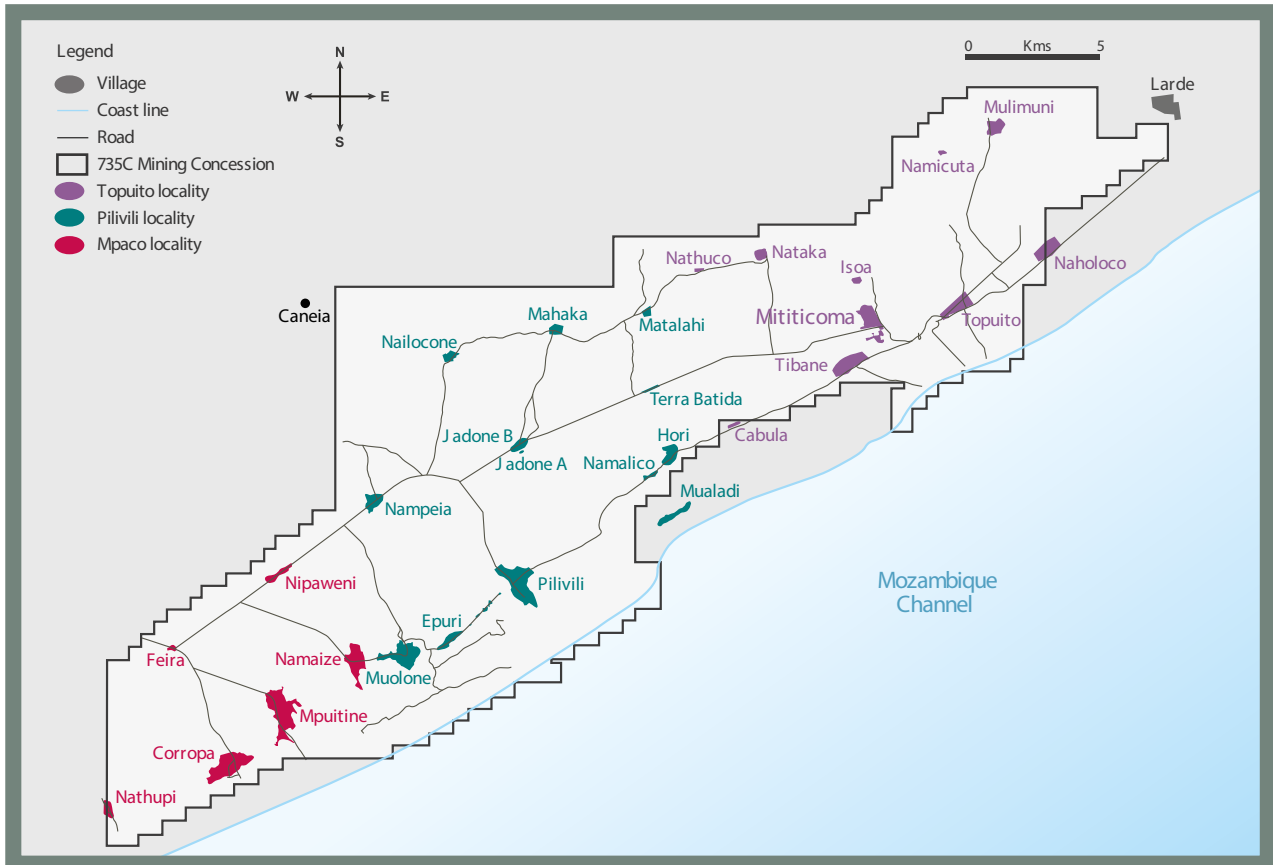 Legend
Village
Coast line
Road
735C Mining Concession
Topuito locality
Pilivili locality
Mpaco locality
N
W E
S
0 Kms 5
Larde
Mulimuni
Namicuta
Nataka
Nathuco
Isoa
Naholoco
Caneia
Mahaka
Matalahi
Mititicoma
Topuito
Nailocone
Tibane
Terra Batida
Jadone B
Hori
Cabula
Jadone A
Namalico
Mualadi
Nampeia
Nipaweni
Pilivili
Mozambique
Channel
Epuri
Feira
Namaize
Muolone
Mpuitine
Corropa
Nathupi